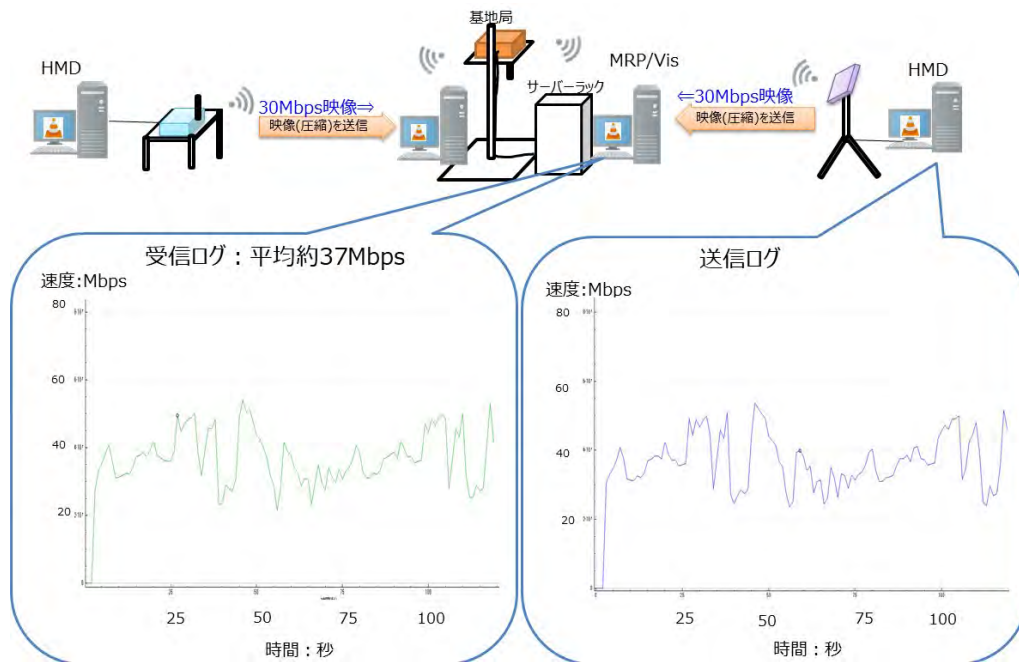 基地局
HMD
MRP/Vis
HMD
サーバーラック
30Mbps映像⇒
映像(圧縮)を送信
⇐30Mbps映像
映像(圧縮)を送信
受信ログ：平均約37Mbps
速度:Mbps
80
60
40
20
25
50
75
100
時間：秒
送信ログ
速度:Mbps
80
60
40
20
25
50
75
100
時間：秒